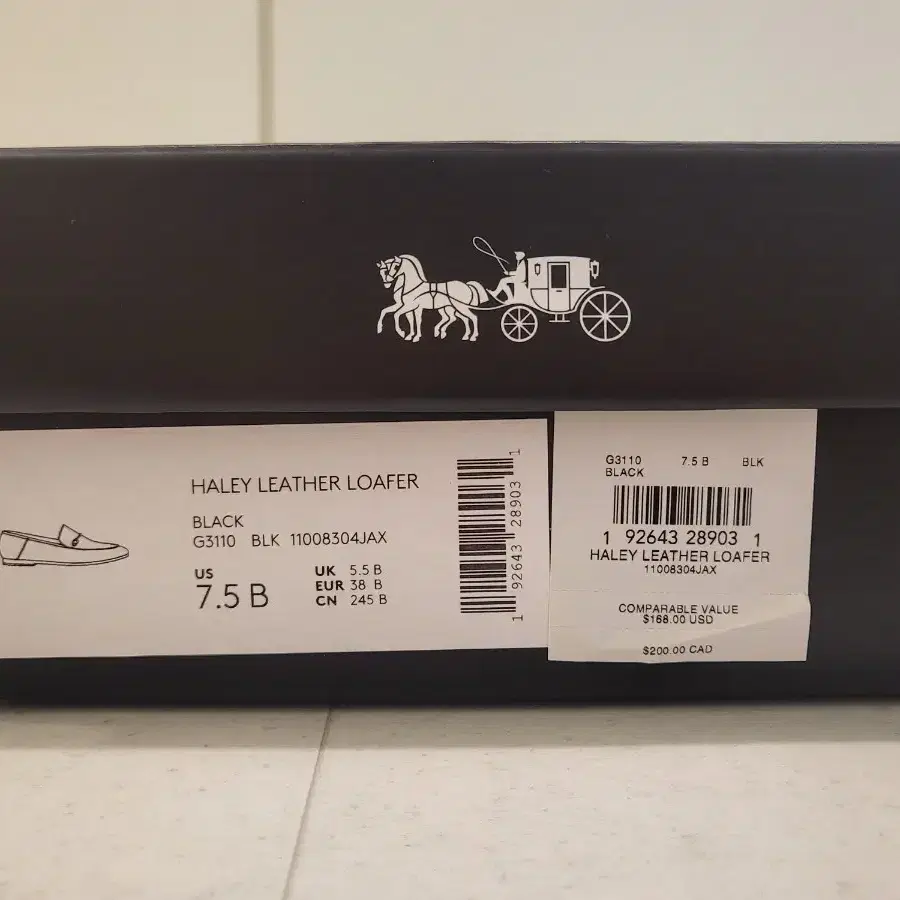 HALEY LEATHER LOAFER
BLACK
G3110 BLK 11008304JAX
US
7.5 B
UK 5.5 B
EUR 38 B
CN 245 B
1 92643 28903 1
G3110 7.5 B BLK
BLACK
1 92643 28903 1
HALEY LEATHER LOAFER
11008304JAX
COMPARABLE VALUE
$168.00 USD
$200.00 CAD